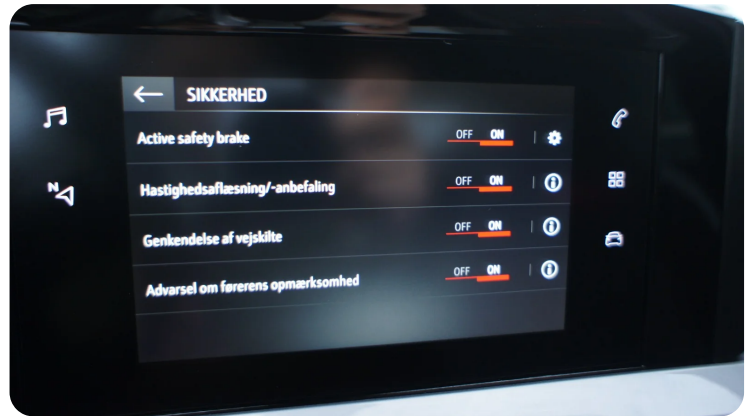 SIKKERHED
Active safety brake OFF ON
Hastighedsaflæsning/-anbefaling OFF ON
N Genkendelse af vejskilte OFF ON
Advarsel om førerens opmærksomhed OFF ON